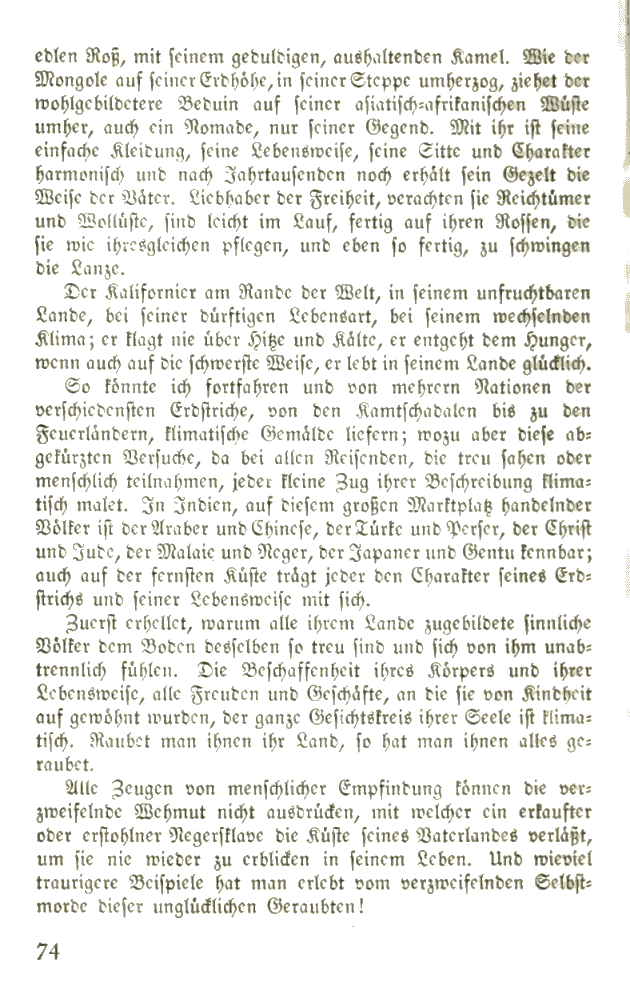 edlen Roß, mit seinem geduldigen, aushaltenden Kamel. Wie der
Mongole auf seiner Erdhöhe, in seiner Steppe umherzog, ziehet der
wohlgebildetere Beduin auf seiner asiatisch-afrikanischen Wüste
umher, auch ein Nomade, nur seiner Gegend. Mit ihr ist seine
einfache Kleidung, seine Lebensweise, seine Sitte und Charakter
harmonisch und nach Jahrtausenden noch erhält sein Gezelt die
Weise der Väter. Liebhaber der Freiheit, verachten sie Reichtümer
und Wollüste, sind leicht im Lauf, fertig auf ihren Rossen, die
sie wie ihresgleichen pflegen, und eben so fertig, zu schwingen
die Lanze.
Der Kalifornier am Rande der Welt, in seinem unfruchtbaren
Lande, bei seiner dürftigen Lebensart, bei seinem wechselnden
Klima; er klagt nie über Hitze und Kälte, er entgeht dem Hunger,
wenn auch auf die schwerste Weise, er lebt in seinem Lande glücklich.
So könnte ich fortfahren und von mehrern Nationen der
verschiedensten Erdstriche, von den Kamtschadalen bis zu den
Feuerländern, klimatische Gemälde liefern; wozu aber diese ab-
gekürzten Versuche, da bei allen Reisenden, die treu sahen oder
menschlich teilnahmen, jeder kleine Zug ihrer Beschreibung klima-
tisch malet. In Indien, auf diesem großen Marktplatz handelnder
Völker ist der Araber und Chinese, der Türke und Perser, der Christ
und Jude, der Malaie und Neger, der Japaner und Gentu kennbar;
auch auf der fernsten Küste trägt jeder den Charakter seines Erd-
strichs und seiner Lebensweise mit sich.
Zuerst erhellet, warum alle ihrem Lande zugebildete sinnliche
Völker dem Boden desselben so treu sind und sich von ihm unab-
trennlich fühlen. Die Beschaffenheit ihres Körpers und ihrer
Lebensweise, alle Freuden und Geschäfte, an die sie von Kindheit
auf gewöhnt wurden, der ganze Gesichtskreis ihrer Seele ist klima-
tisch. Raubet man ihnen ihr Land, so hat man ihnen alles ge-
raubet.
Alle Zeugen von menschlicher Empfindung können die ver-
zweifelnde Wehmut nicht ausdrücken, mit welcher ein erkaufter
oder erstohlner Negersklave die Küste seines Vaterlandes verläßt,
um sie nie wieder zu erblicken in seinem Leben. Und wieviel
traurigere Beispiele hat man erlebt vom verzweifelnden Selbst-
morde dieser unglücklichen Geraubten!
74